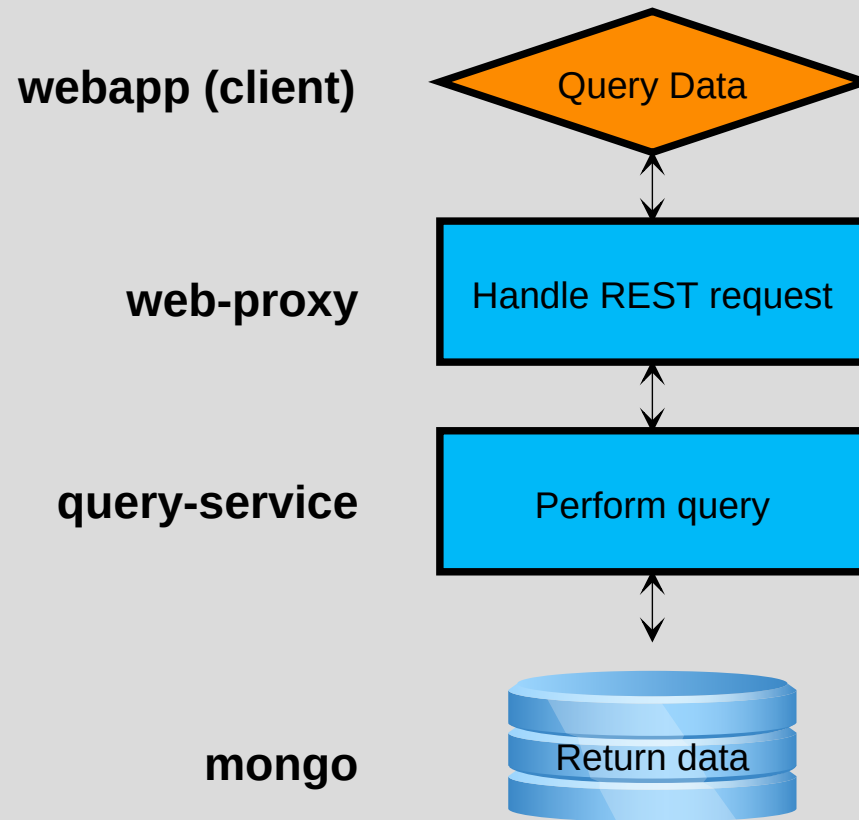 webapp (client)
Query Data
web-proxy
Handle REST request
query-service
Perform query
mongo
Return data